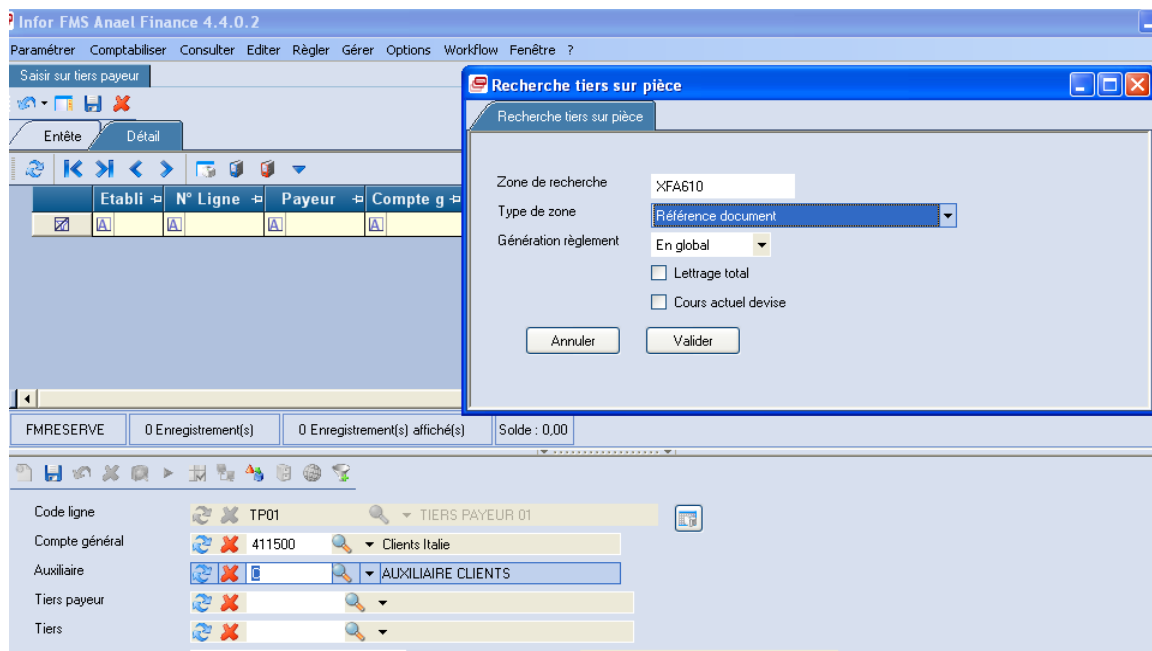 Infor FMS Anael Finance 4.4.0.2
Paramétrer Comptabiliser Consulter Editer Règler Gérer Options Workflow Fenêtre ?
Saisir sur tiers payeur
Entête Détail
Etabli N° Ligne Payeur Compte g
Recherche tiers sur pièce
Recherche tiers sur pièce
Zone de recherche XFA610
Type de zone Référence document
Génération règlement En global
Lettrage total
Cours actuel devise
Annuler Valider
FMRESERVE 0 Enregistrement(s) 0 Enregistrement(s) affiché(s) Solde : 0,00
Code ligne TP01 TIERS PAYEUR 01
Compte général 411500 Clients Italie
Auxiliaire AUXILIAIRE CLIENTS
Tiers payeur
Tiers